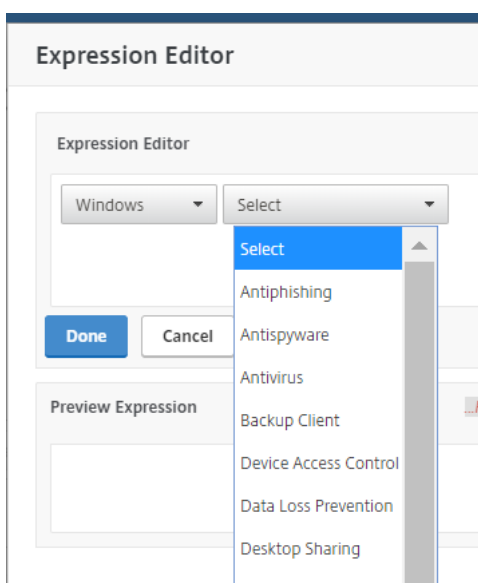 Expression Editor
Expression Editor
Windows
Select
Select
Antiphishing
Antispyware
Done
Cancel
Antivirus
Preview Expression
Backup Client
Device Access Control
Data Loss Prevention
Desktop Sharing